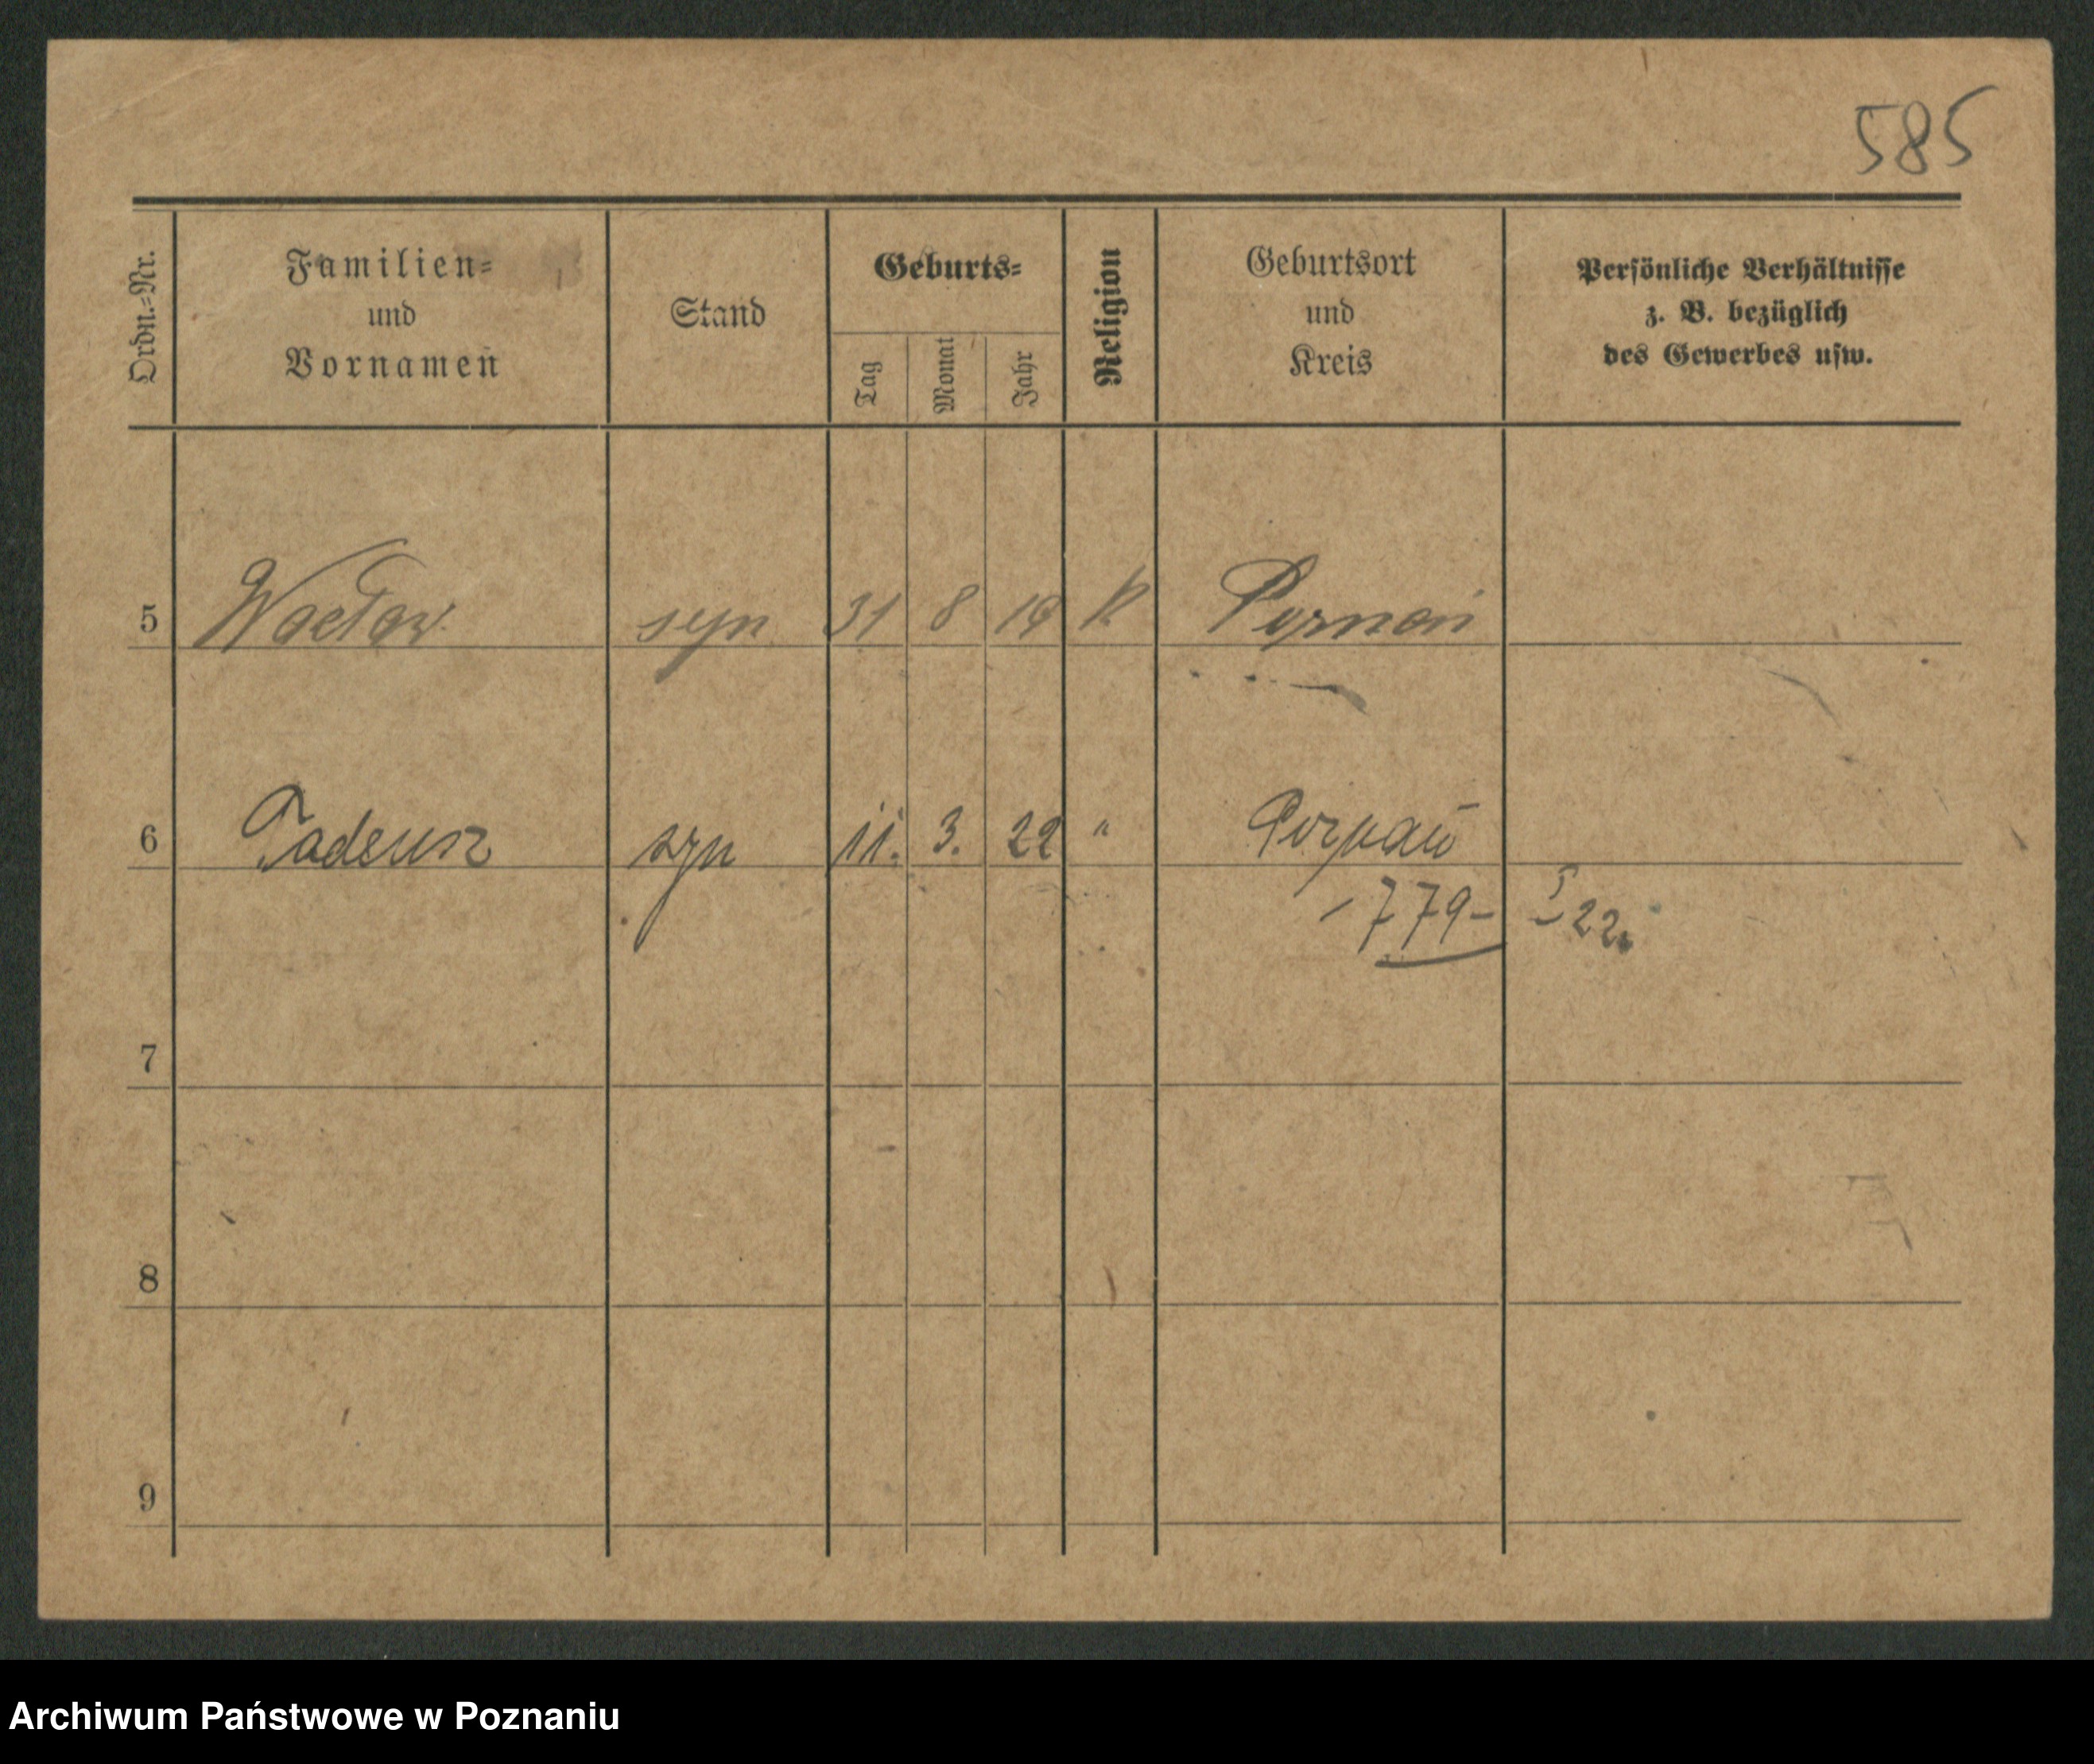 585
Ordn.-Nr.
Familien-
und
Vornamen
Stand
Geburts-
Tag
Monat
Jahr
Religion
Geburtsort
und
Kreis
Persönliche Verhältnisse
z. B. bezüglich
des Gewerbes usw.
5 Wacław syn 31 8 19 K Poznań
6 Tadeusz syn 11. 3. 22 " Poznań
779- 22.
7
8
9
Archiwum Państwowe w Poznaniu